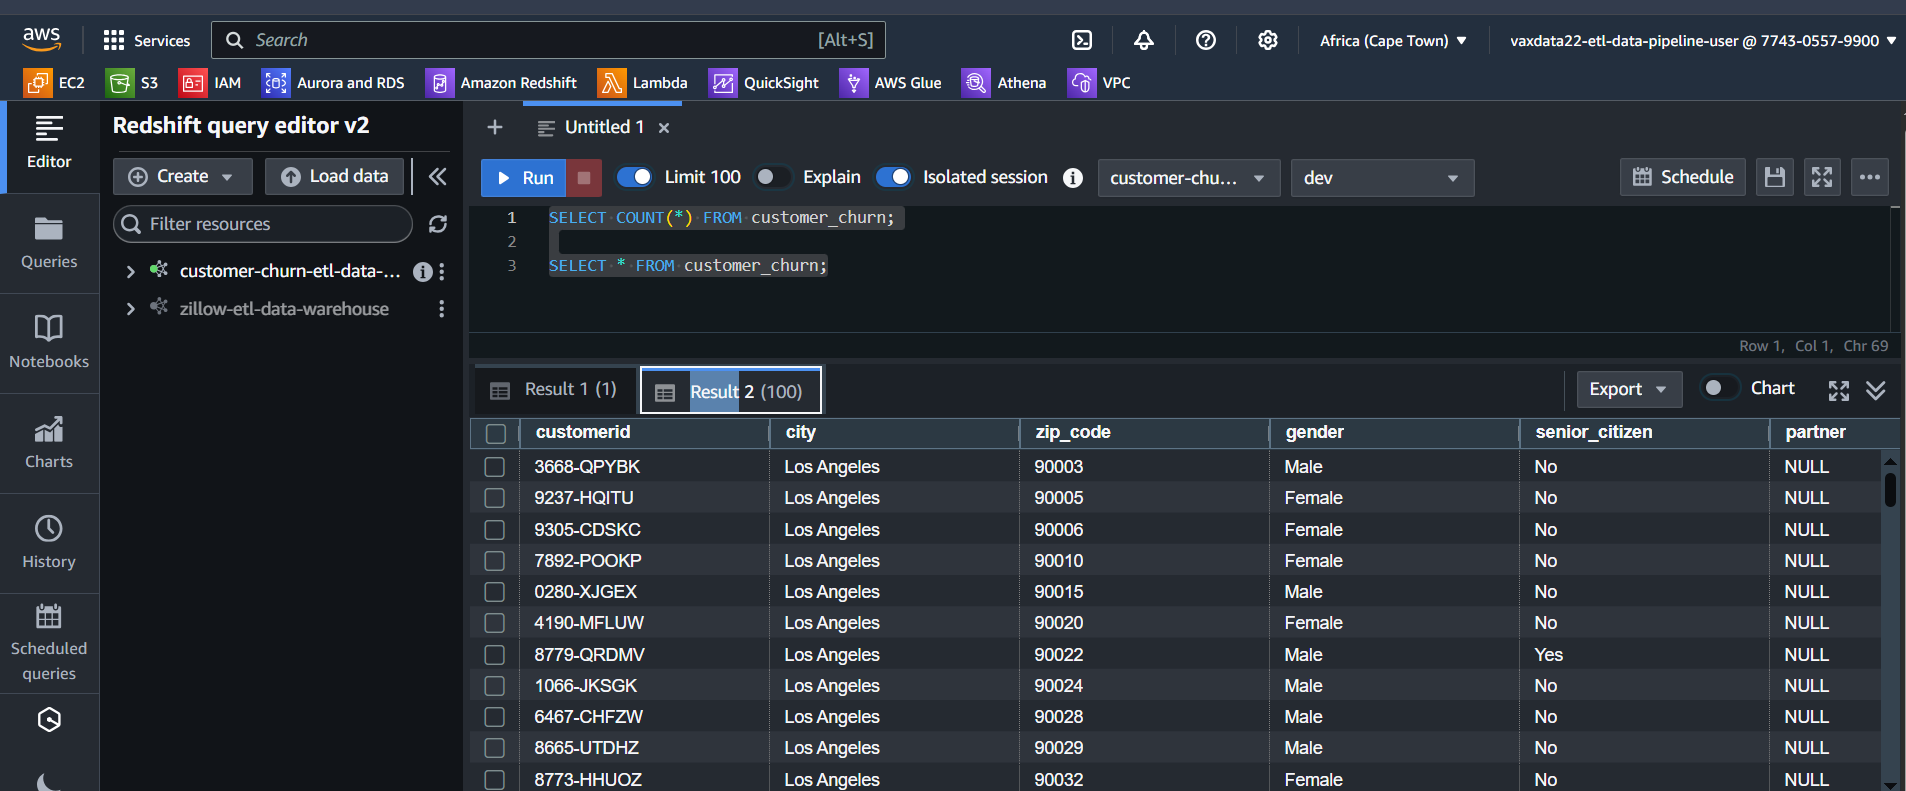 aws Services Search [Alt+S] Africa (Cape Town) vaxdata22-etl-data-pipeline-user @ 7743-0557-9900
EC2 S3 IAM Aurora and RDS Amazon Redshift Lambda QuickSight AWS Glue Athena VPC
Editor
Queries
Notebooks
Charts
History
Scheduled
queries
Redshift query editor v2
Create Load data
Filter resources
customer-churn-etl-data-...
zillow-etl-data-warehouse
Untitled 1
Run Limit 100 Explain Isolated session customer-chu... dev Schedule
1 SELECT COUNT(*) FROM customer_churn;
2
3 SELECT * FROM customer_churn;
Row 1, Col 1, Chr 69
Result 1 (1) Result 2 (100) Export Chart
customerid city zip_code gender senior_citizen partner
3668-QPYBK Los Angeles 90003 Male No NULL
9237-HQITU Los Angeles 90005 Female No NULL
9305-CDSKC Los Angeles 90006 Female No NULL
7892-POOKP Los Angeles 90010 Female No NULL
0280-XJGEX Los Angeles 90015 Male No NULL
4190-MFLUW Los Angeles 90020 Female No NULL
8779-QRDMV Los Angeles 90022 Male Yes NULL
1066-JKSGK Los Angeles 90024 Male No NULL
6467-CHFZW Los Angeles 90028 Male No NULL
8665-UTDHZ Los Angeles 90029 Male No NULL
8773-HHUOZ Los Angeles 90032 Female No NULL